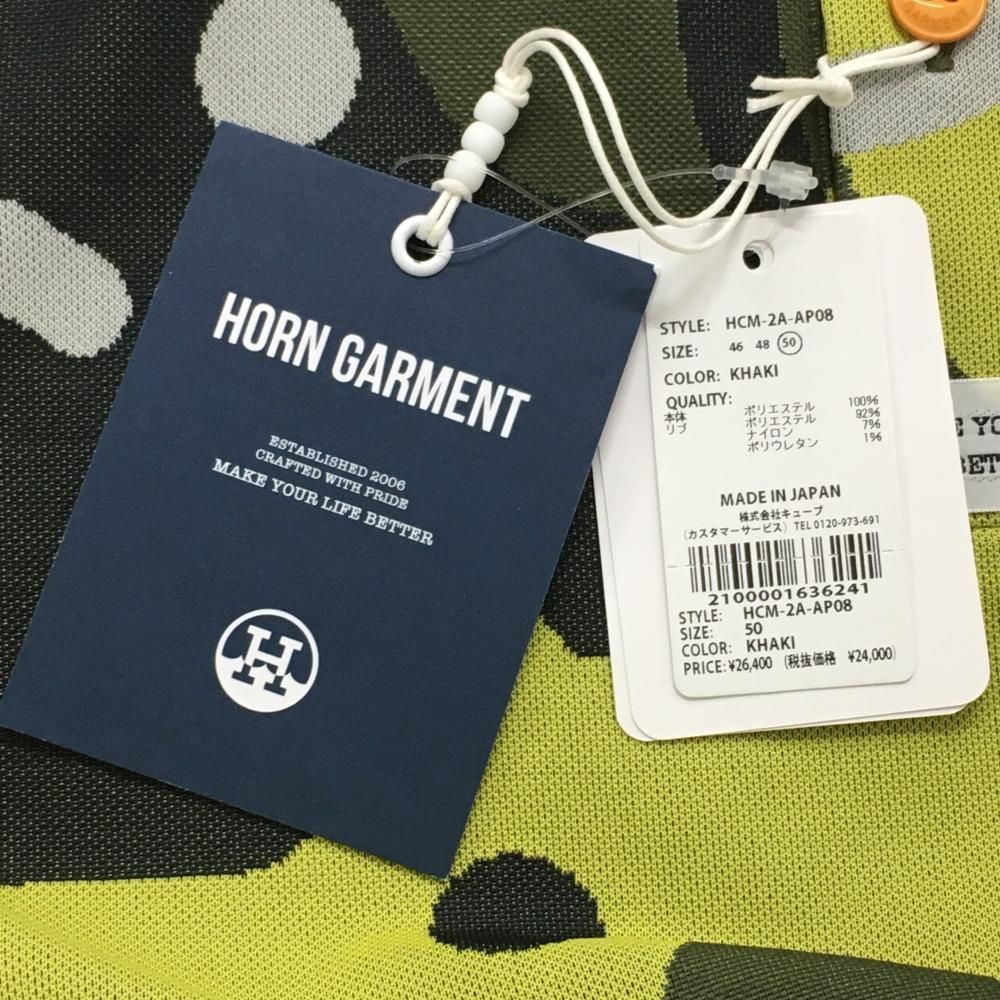 GARMENT
HORN GARMENT
ESTABLISHED 2006
CRAFTED WITH PRIDE
MAKE YOUR LIFE BETTER
H
STYLE: HCM-2A-AP08
SIZE: 46 48 50
COLOR: KHAKI
QUALITY:
本体 ポリエステル 100%
リブ ポリエステル 92%
ナイロン 7%
ポリウレタン 1%
MADE IN JAPAN
株式会社キューブ
(カスタマーサービス) TEL 0120-973-691
2100001636241
STYLE: HCM-2A-AP08
SIZE: 50
COLOR: KHAKI
PRICE: ¥26,400 (税抜価格 ¥24,000)
E YO
BET